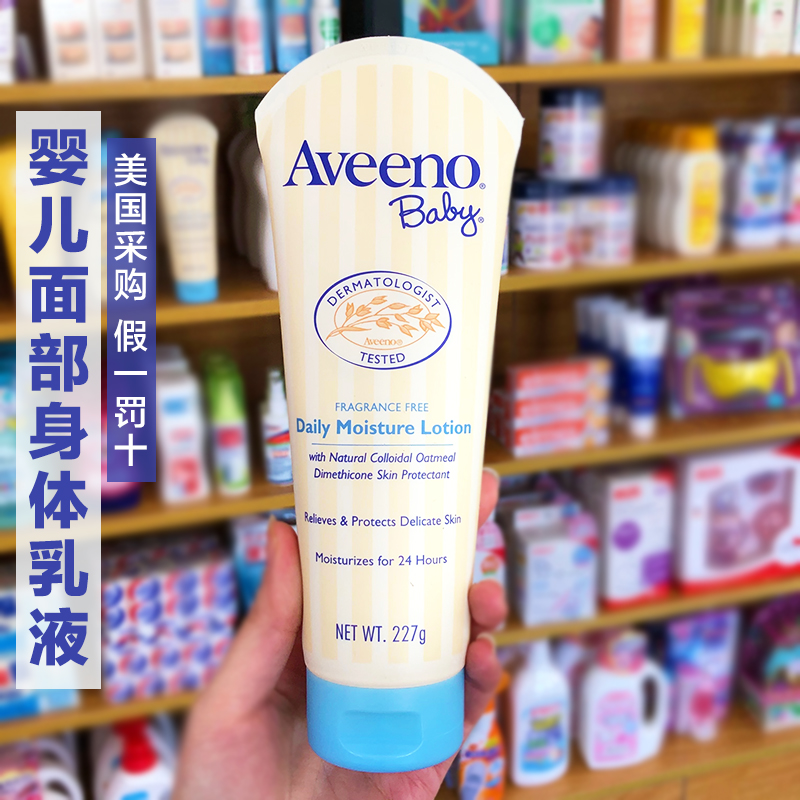 婴儿面部身体乳液
美国采购 假一罚十
Aveeno®
Baby®
DERMATOLOGIST
Aveeno®
TESTED
FRAGRANCE FREE
Daily Moisture Lotion
with Natural Colloidal Oatmeal
Dimethicone Skin Protectant
Relieves & Protects Delicate Skin
Moisturizes for 24 Hours
NET WT. 227g